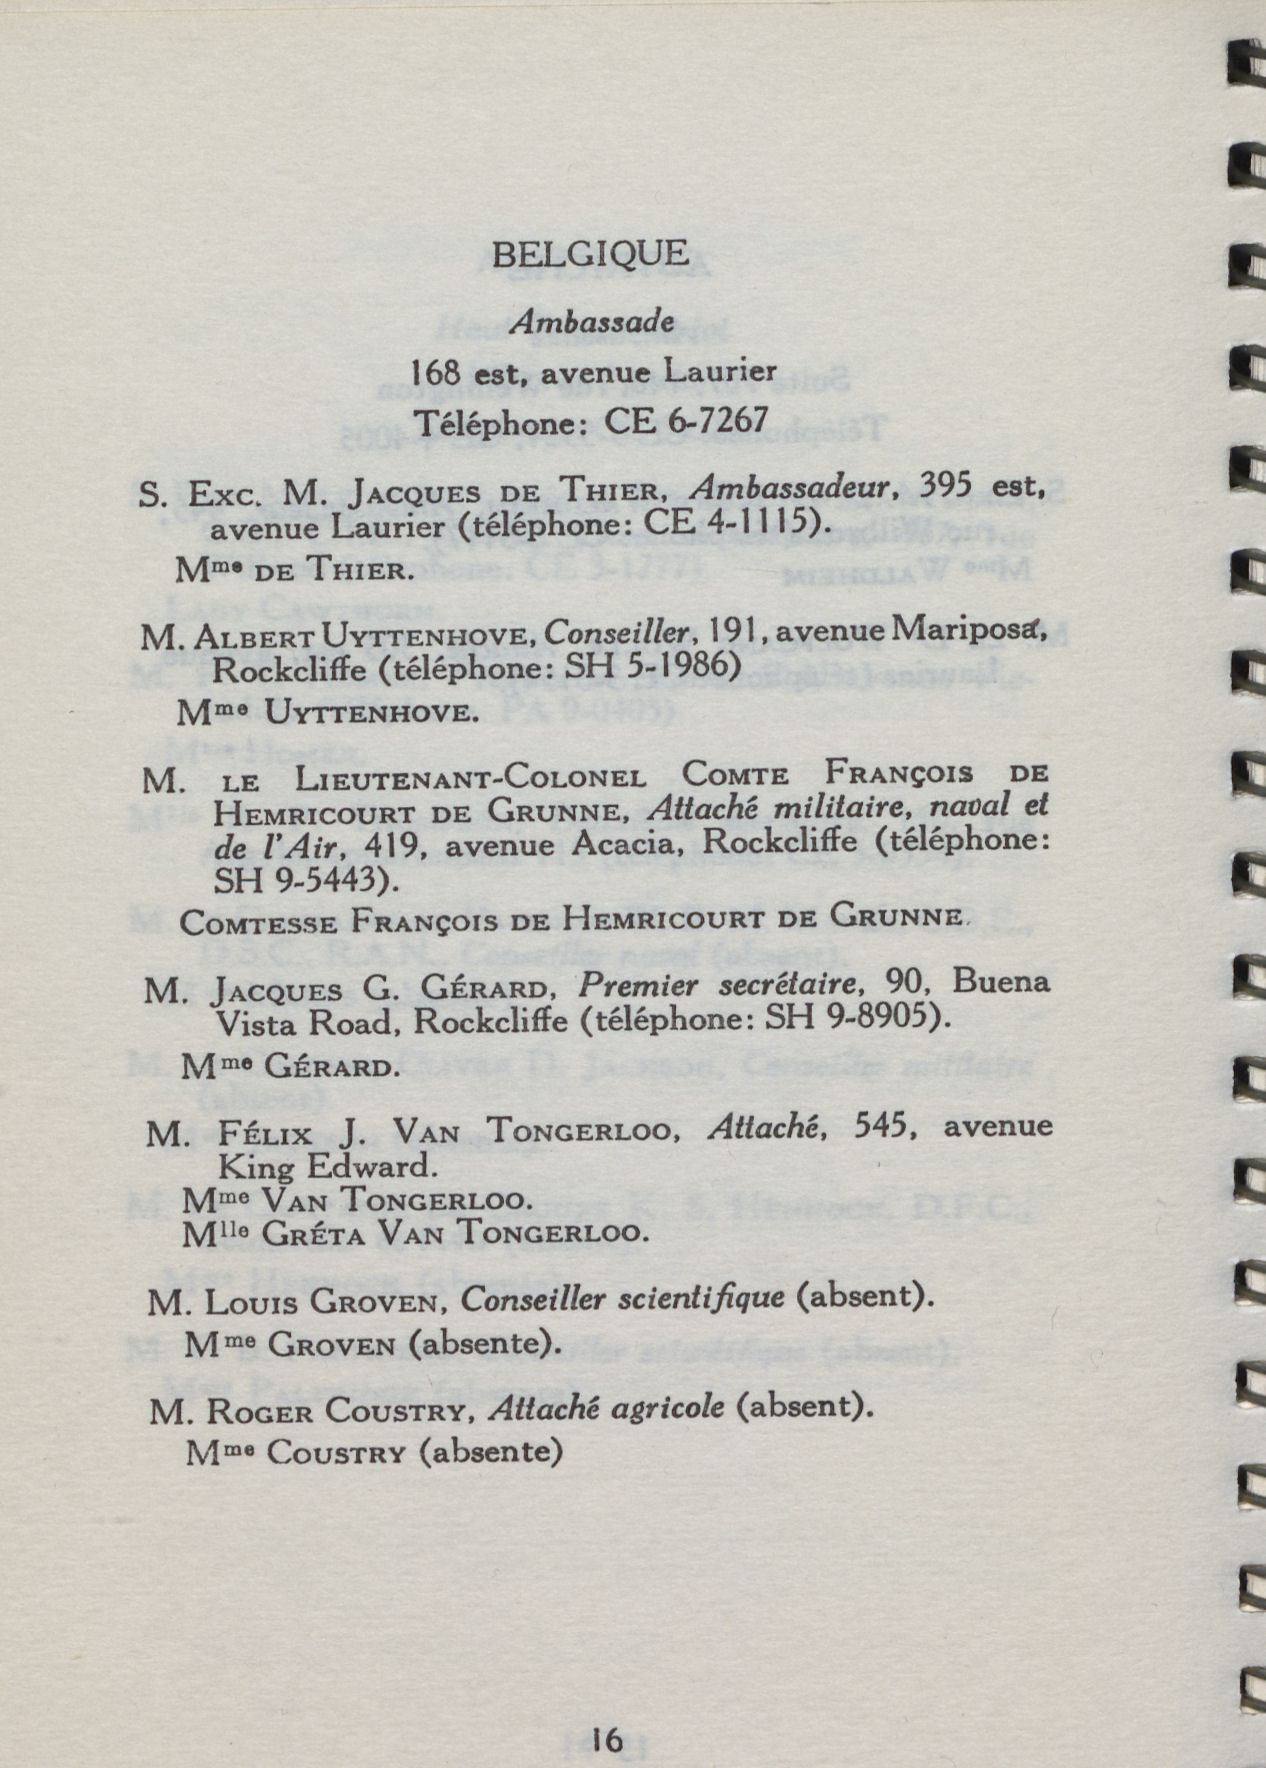 BELGIQUE
Ambassade
168 est, avenue Laurier
Téléphone: CE 6-7267
S. Exc. M. Jacques de Thier, Ambassadeur, 395 est,
avenue Laurier (téléphone: CE 4-1115).
Mme de Thier.
M. Albert Uyttenhove, Conseiller, 191, avenue Mariposa,
Rockcliffe (téléphone: SH 5-1986)
Mme Uyttenhove.
M. le Lieutenant-Colonel Comte François de
Hemricourt de Grunne, Attaché militaire, naval et
de l'Air, 419, avenue Acacia, Rockcliffe (téléphone:
SH 9-5443).
Comtesse François de Hemricourt de Grunne.
M. Jacques G. Gérard, Premier secrétaire, 90, Buena
Vista Road, Rockcliffe (téléphone: SH 9-8905).
Mme Gérard.
M. Félix J. Van Tongerloo, Attaché, 545, avenue
King Edward.
Mme Van Tongerloo.
Mlle Gréta Van Tongerloo.
M. Louis Groven, Conseiller scientifique (absent).
Mme Groven (absente).
M. Roger Coustry, Attaché agricole (absent).
Mme Coustry (absente)
16